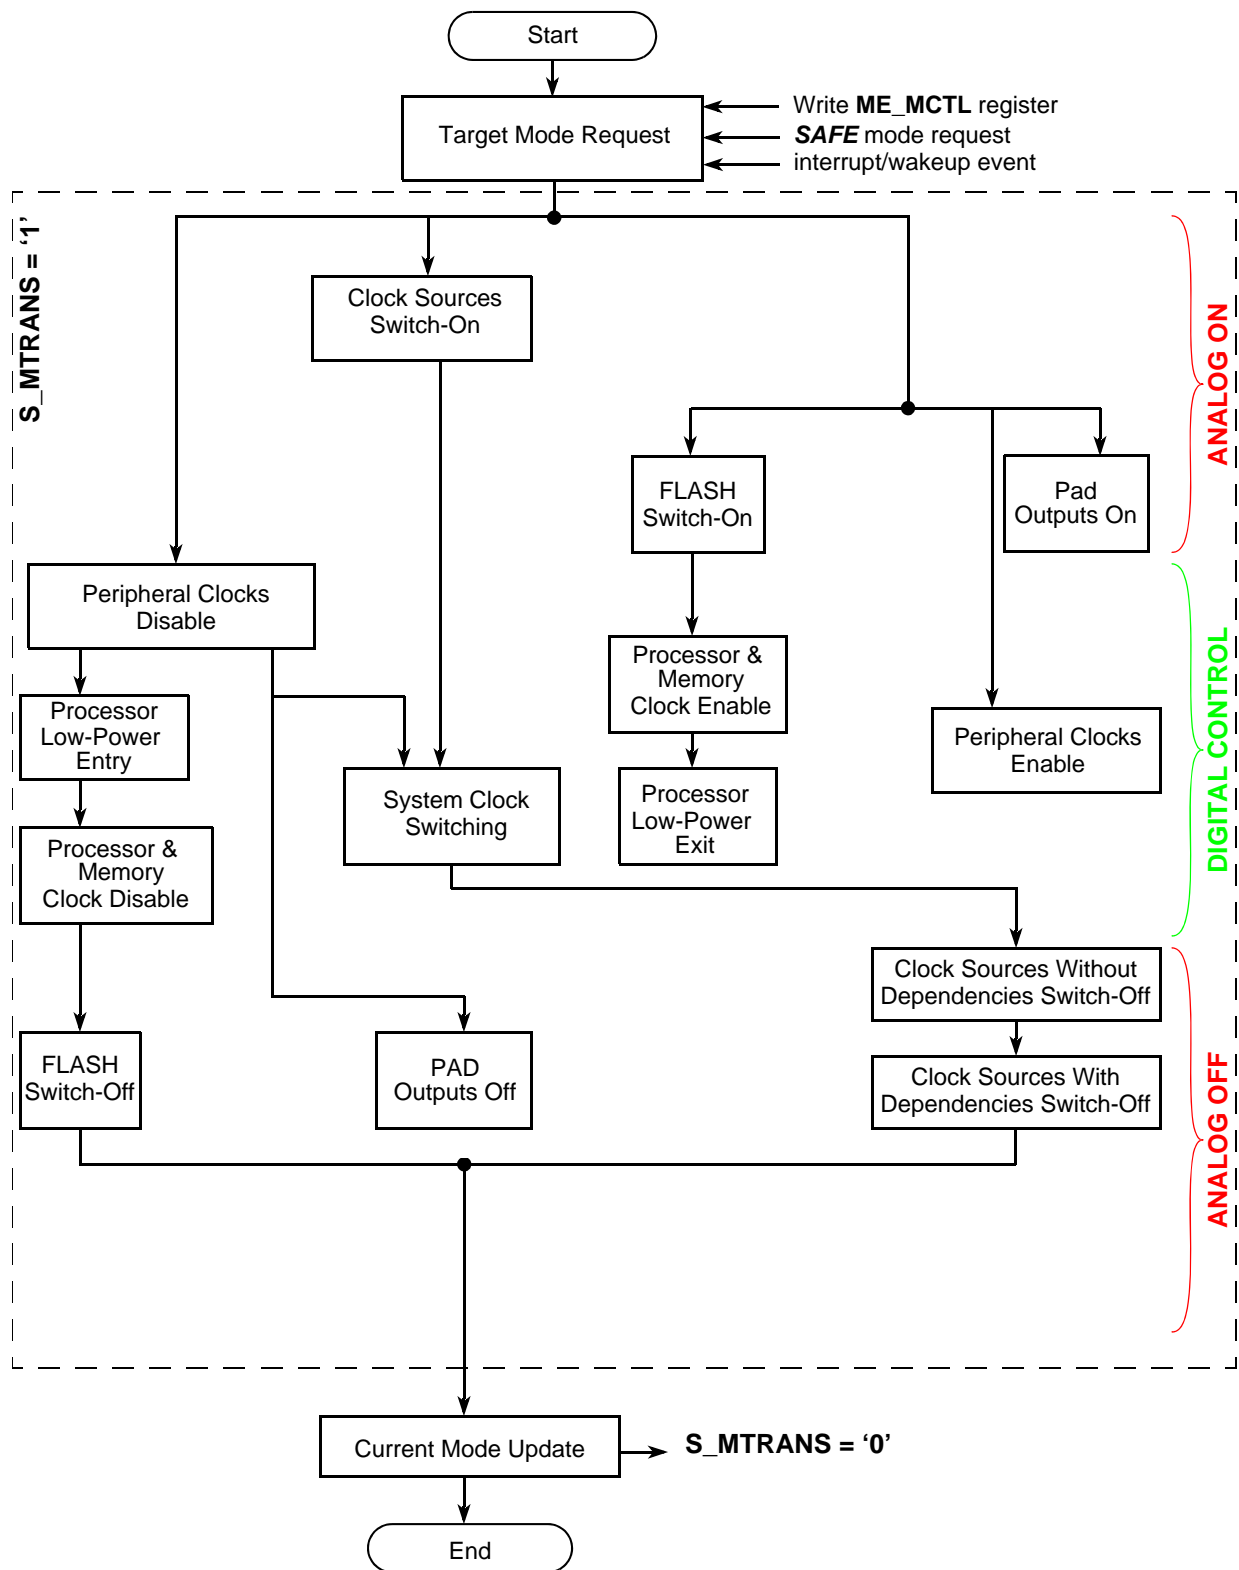 Start
Target Mode Request
Write ME_MCTL register
SAFE mode request
interrupt/wakeup event
S_MTRANS = ‘1’
ANALOG ON
Clock Sources
Switch-On
FLASH
Switch-On
Pad
Outputs On
DIGITAL CONTROL
Peripheral Clocks
Disable
Processor &
Memory
Clock Enable
Processor
Low-Power
Entry
Peripheral Clocks
Enable
System Clock
Switching
Processor
Low-Power
Exit
Processor &
Memory
Clock Disable
ANALOG OFF
Clock Sources Without
Dependencies Switch-Off
FLASH
Switch-Off
PAD
Outputs Off
Clock Sources With
Dependencies Switch-Off
Current Mode Update
S_MTRANS = ‘0’
End